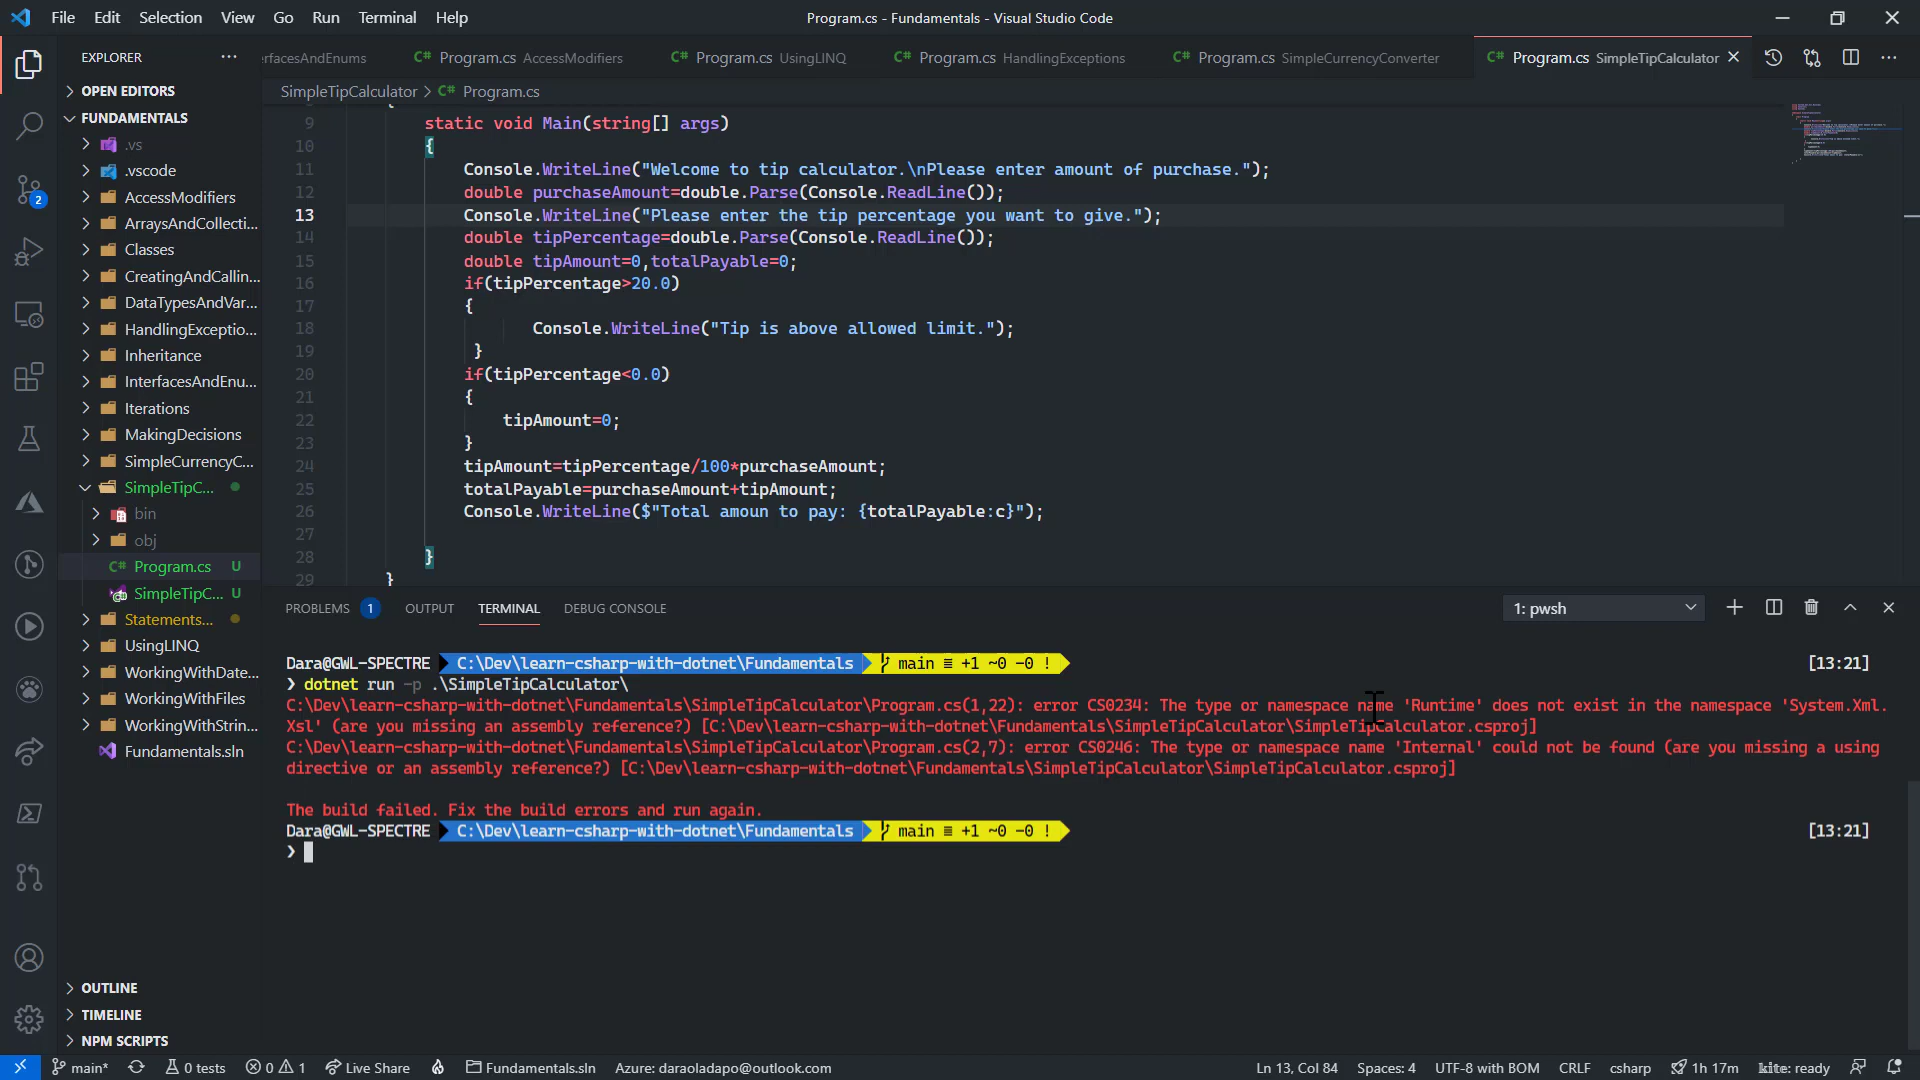 File Edit Selection View Go Run Terminal Help
Program.cs - Fundamentals - Visual Studio Code
EXPLORER ···
erfacesAndEnums
C# Program.cs AccessModifiers
C# Program.cs UsingLINQ
C# Program.cs HandlingExceptions
C# Program.cs SimpleCurrencyConverter
C# Program.cs SimpleTipCalculator
OPEN EDITORS
FUNDAMENTALS
.vs
.vscode
AccessModifiers
ArraysAndCollecti...
Classes
CreatingAndCallin...
DataTypesAndVar...
HandlingExceptio...
Inheritance
InterfacesAndEnu...
Iterations
MakingDecisions
SimpleCurrencyC...
SimpleTipC...
bin
obj
C# Program.cs U
SimpleTipC... U
Statements...
UsingLINQ
WorkingWithDate...
WorkingWithFiles
WorkingWithStrin...
Fundamentals.sln
OUTLINE
TIMELINE
NPM SCRIPTS
2
SimpleTipCalculator > C# Program.cs
9 static void Main(string[] args)
10 {
11 Console.WriteLine("Welcome to tip calculator.\nPlease enter amount of purchase.");
12 double purchaseAmount=double.Parse(Console.ReadLine());
13 Console.WriteLine("Please enter the tip percentage you want to give.");
14 double tipPercentage=double.Parse(Console.ReadLine());
15 double tipAmount=0,totalPayable=0;
16 if(tipPercentage>20.0)
17 {
18 Console.WriteLine("Tip is above allowed limit.");
19 }
20 if(tipPercentage<0.0)
21 {
22 tipAmount=0;
23 }
24 tipAmount=tipPercentage/100*purchaseAmount;
25 totalPayable=purchaseAmount+tipAmount;
26 Console.WriteLine($"Total amoun to pay: {totalPayable:c}");
27
28 }
29 }
PROBLEMS 1 OUTPUT TERMINAL DEBUG CONSOLE
1: pwsh
Dara@GWL-SPECTRE C:\Dev\learn-csharp-with-dotnet\Fundamentals main ≡ +1 ~0 -0 ! [13:21]
❯ dotnet run -p .\SimpleTipCalculator\
C:\Dev\learn-csharp-with-dotnet\Fundamentals\SimpleTipCalculator\Program.cs(1,22): error CS0234: The type or namespace name 'Runtime' does not exist in the namespace 'System.Xml.
Xsl' (are you missing an assembly reference?) [C:\Dev\learn-csharp-with-dotnet\Fundamentals\SimpleTipCalculator\SimpleTipCalculator.csproj]
C:\Dev\learn-csharp-with-dotnet\Fundamentals\SimpleTipCalculator\Program.cs(2,7): error CS0246: The type or namespace name 'Internal' could not be found (are you missing a using
directive or an assembly reference?) [C:\Dev\learn-csharp-with-dotnet\Fundamentals\SimpleTipCalculator\SimpleTipCalculator.csproj]
The build failed. Fix the build errors and run again.
Dara@GWL-SPECTRE C:\Dev\learn-csharp-with-dotnet\Fundamentals main ≡ +1 ~0 -0 ! [13:21]
❯
main* 0 tests 0 1 Live Share Fundamentals.sln Azure: daraoladapo@outlook.com
Ln 13, Col 84 Spaces: 4 UTF-8 with BOM CRLF csharp 1h 17m kite: ready